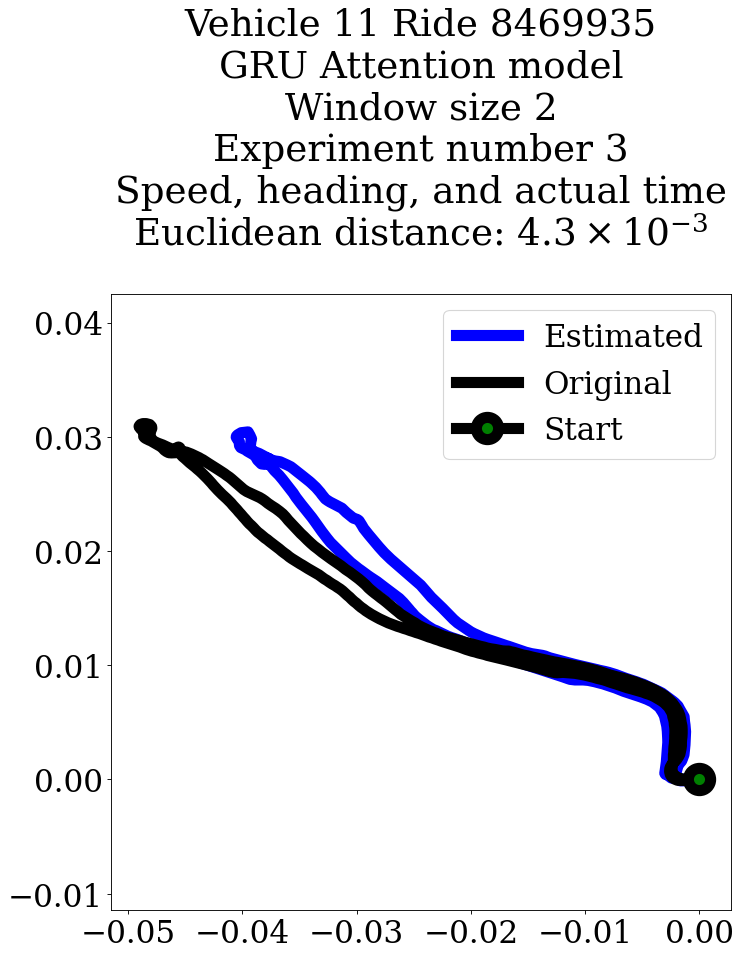 Vehicle 11 Ride 8469935
GRU Attention model
Window size 2
Experiment number 3
Speed, heading, and actual time
Euclidean distance: 4.3 × 10⁻³
0.04
0.03
0.02
0.01
0.00
−0.01
Estimated
Original
Start
−0.05 −0.04 −0.03 −0.02 −0.01 0.00